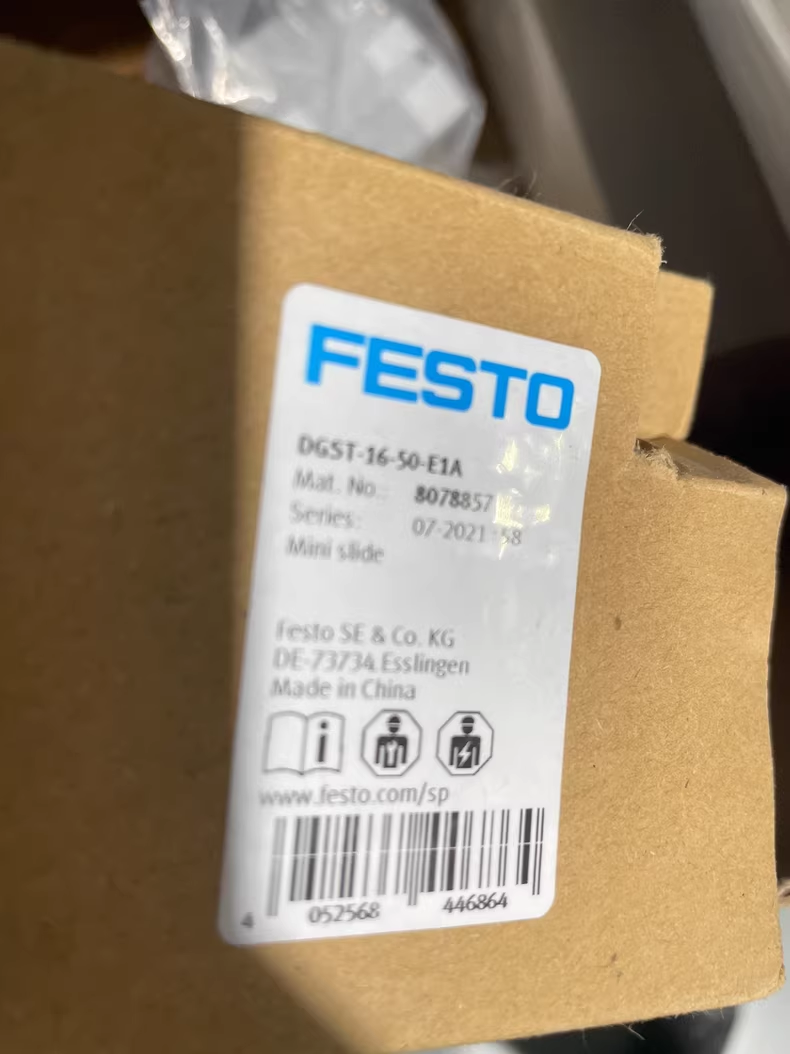 FESTO
DGST-16-50-E1A
Mat. No.: 8078857
Series: 07-2021 58
Mini slide
Festo SE & Co. KG
DE-73734 Esslingen
Made in China
www.festo.com/sp
4 052568 446864